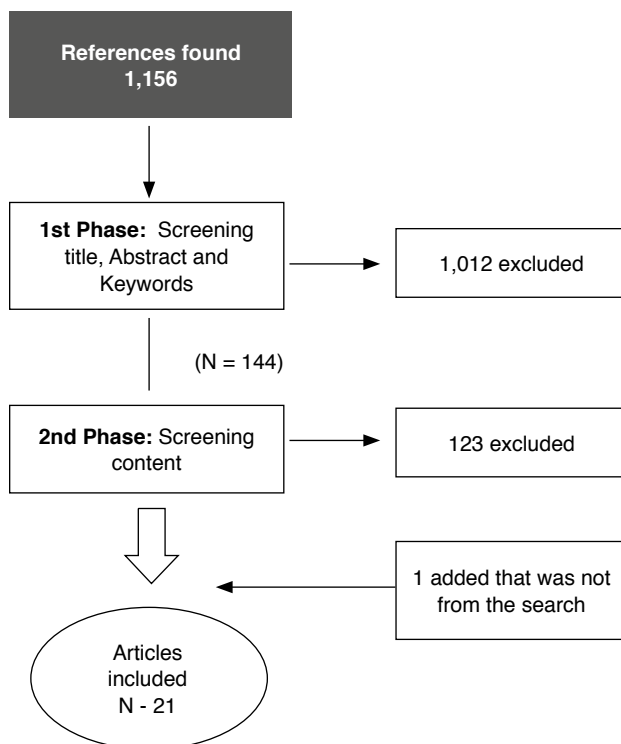 References found
1,156
1st Phase: Screening
title, Abstract and
Keywords
1,012 excluded
(N = 144)
2nd Phase: Screening
content
123 excluded
1 added that was not
from the search
Articles
included
N - 21